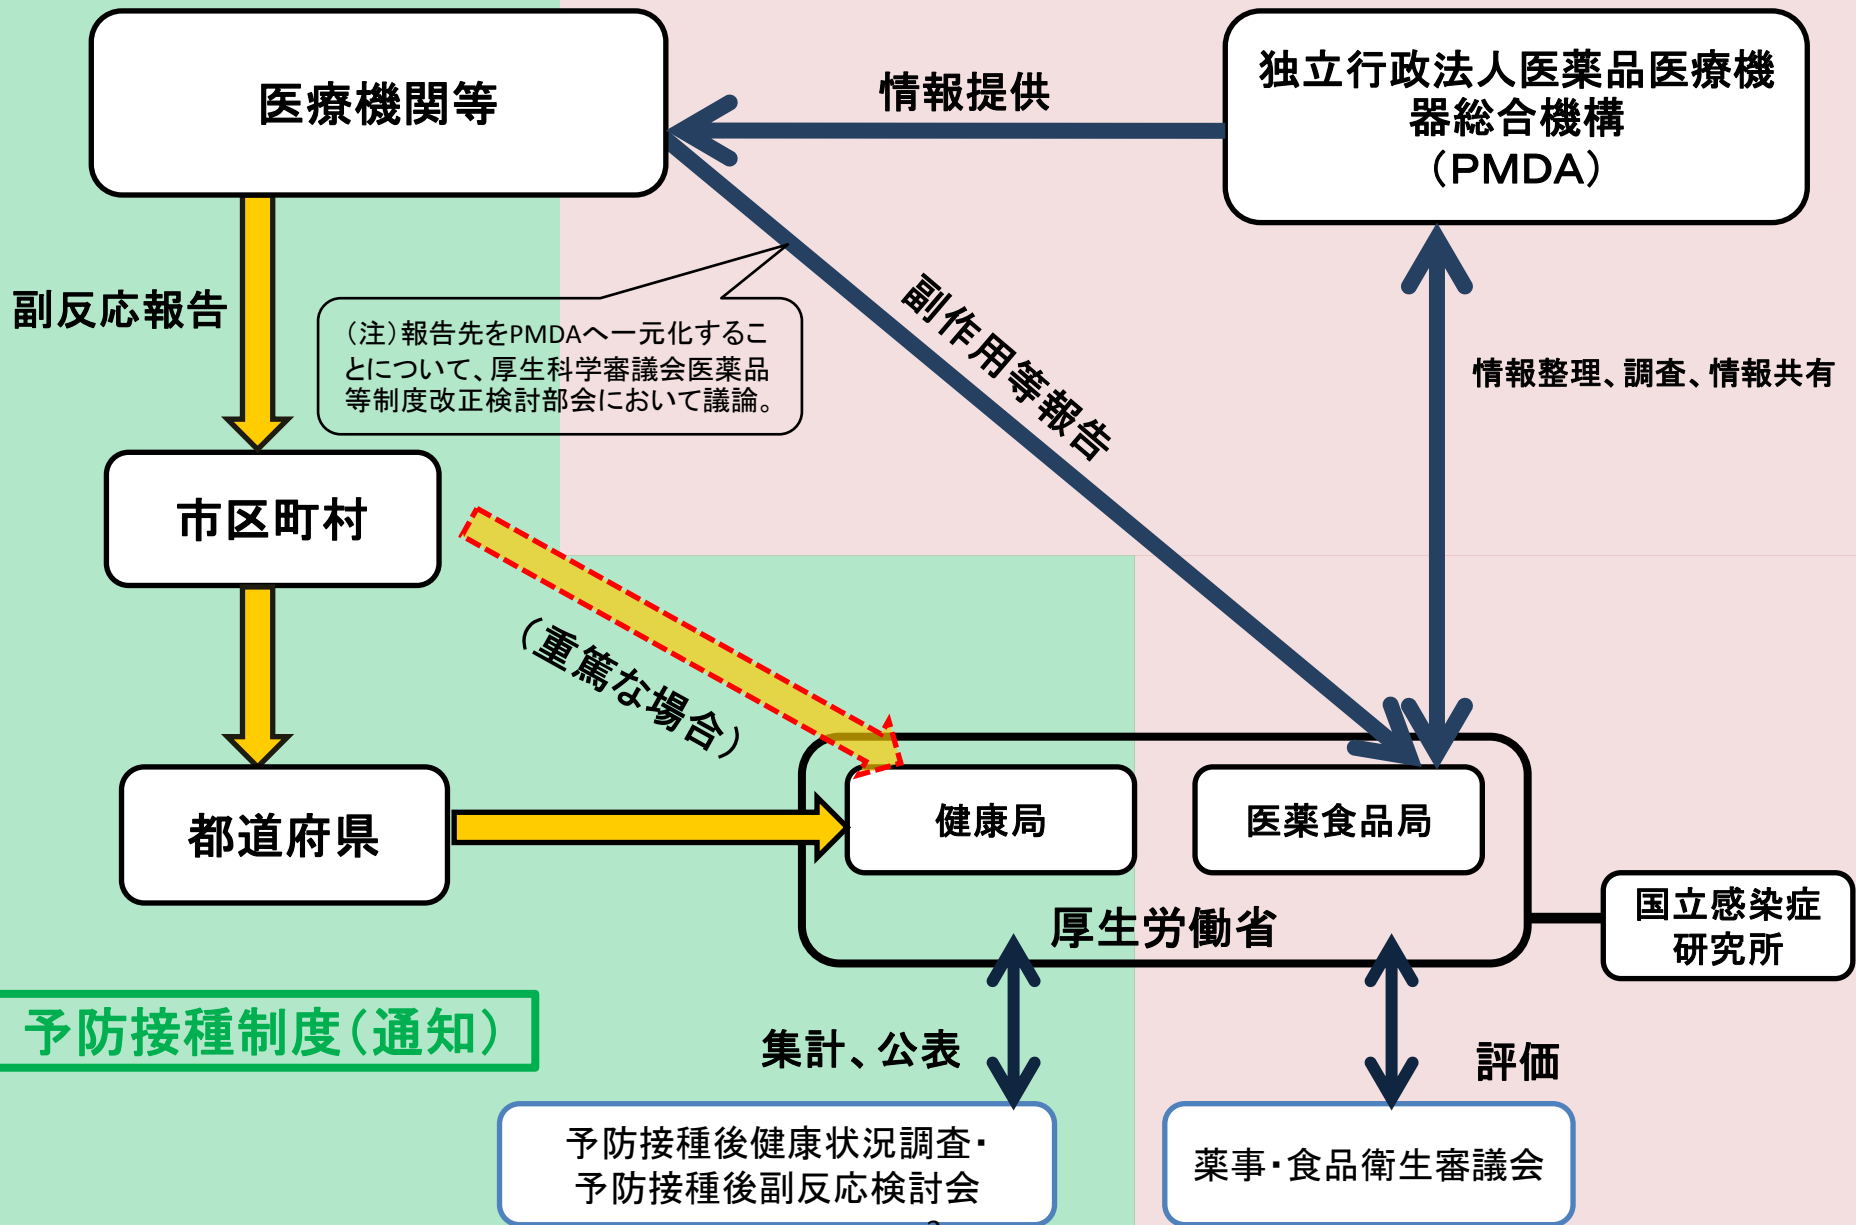 医療機関等
情報提供
独立行政法人医薬品医療機
器総合機構
（PMDA）
副反応報告
（注）報告先をPMDAへ一元化するこ
とについて、厚生科学審議会医薬品
等制度改正検討部会において議論。
副作用等報告
情報整理、調査、情報共有
市区町村
（重篤な場合）
都道府県
健康局
医薬食品局
厚生労働省
国立感染症
研究所
予防接種制度（通知）
集計、公表
評価
予防接種後健康状況調査・
予防接種後副反応検討会
薬事・食品衛生審議会